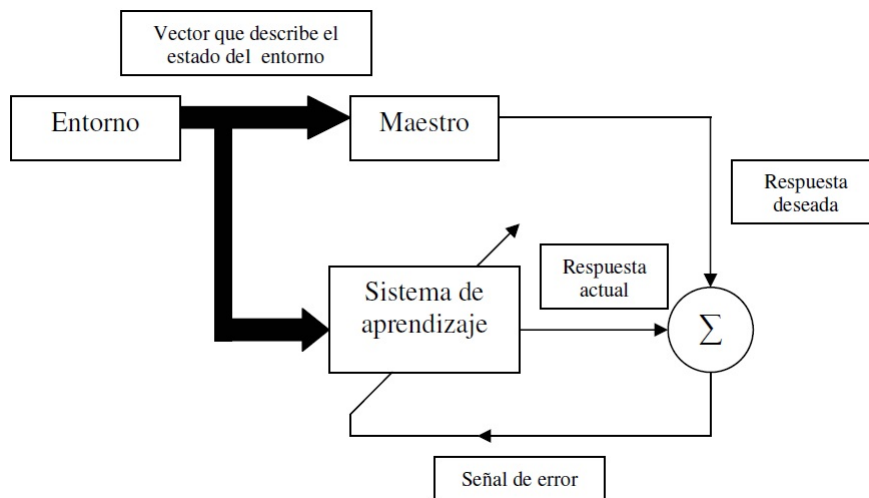 Vector que describe el
estado del entorno
Entorno
Maestro
Respuesta
deseada
Respuesta
actual
Sistema de
aprendizaje
Σ
Señal de error